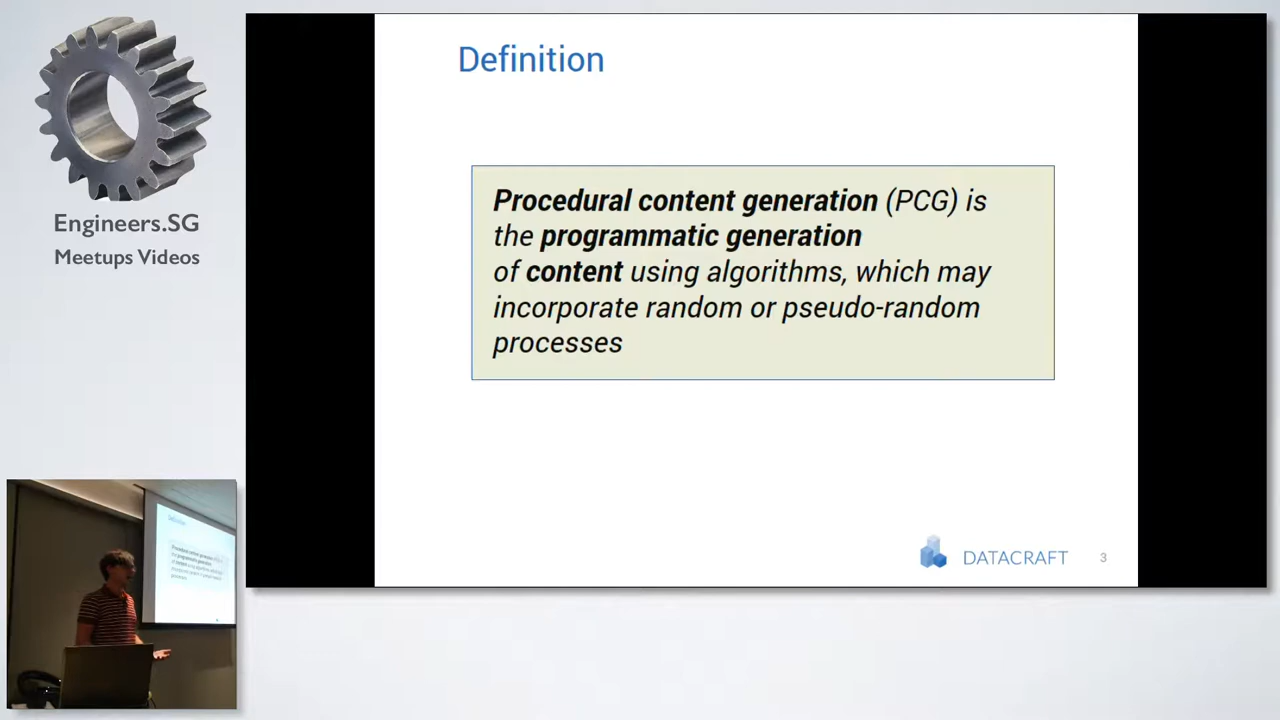 Engineers.SG
Meetups Videos
Definition
Procedural content generation (PCG) is
the programmatic generation
of content using algorithms, which may
incorporate random or pseudo-random
processes
DATACRAFT
3
Definition